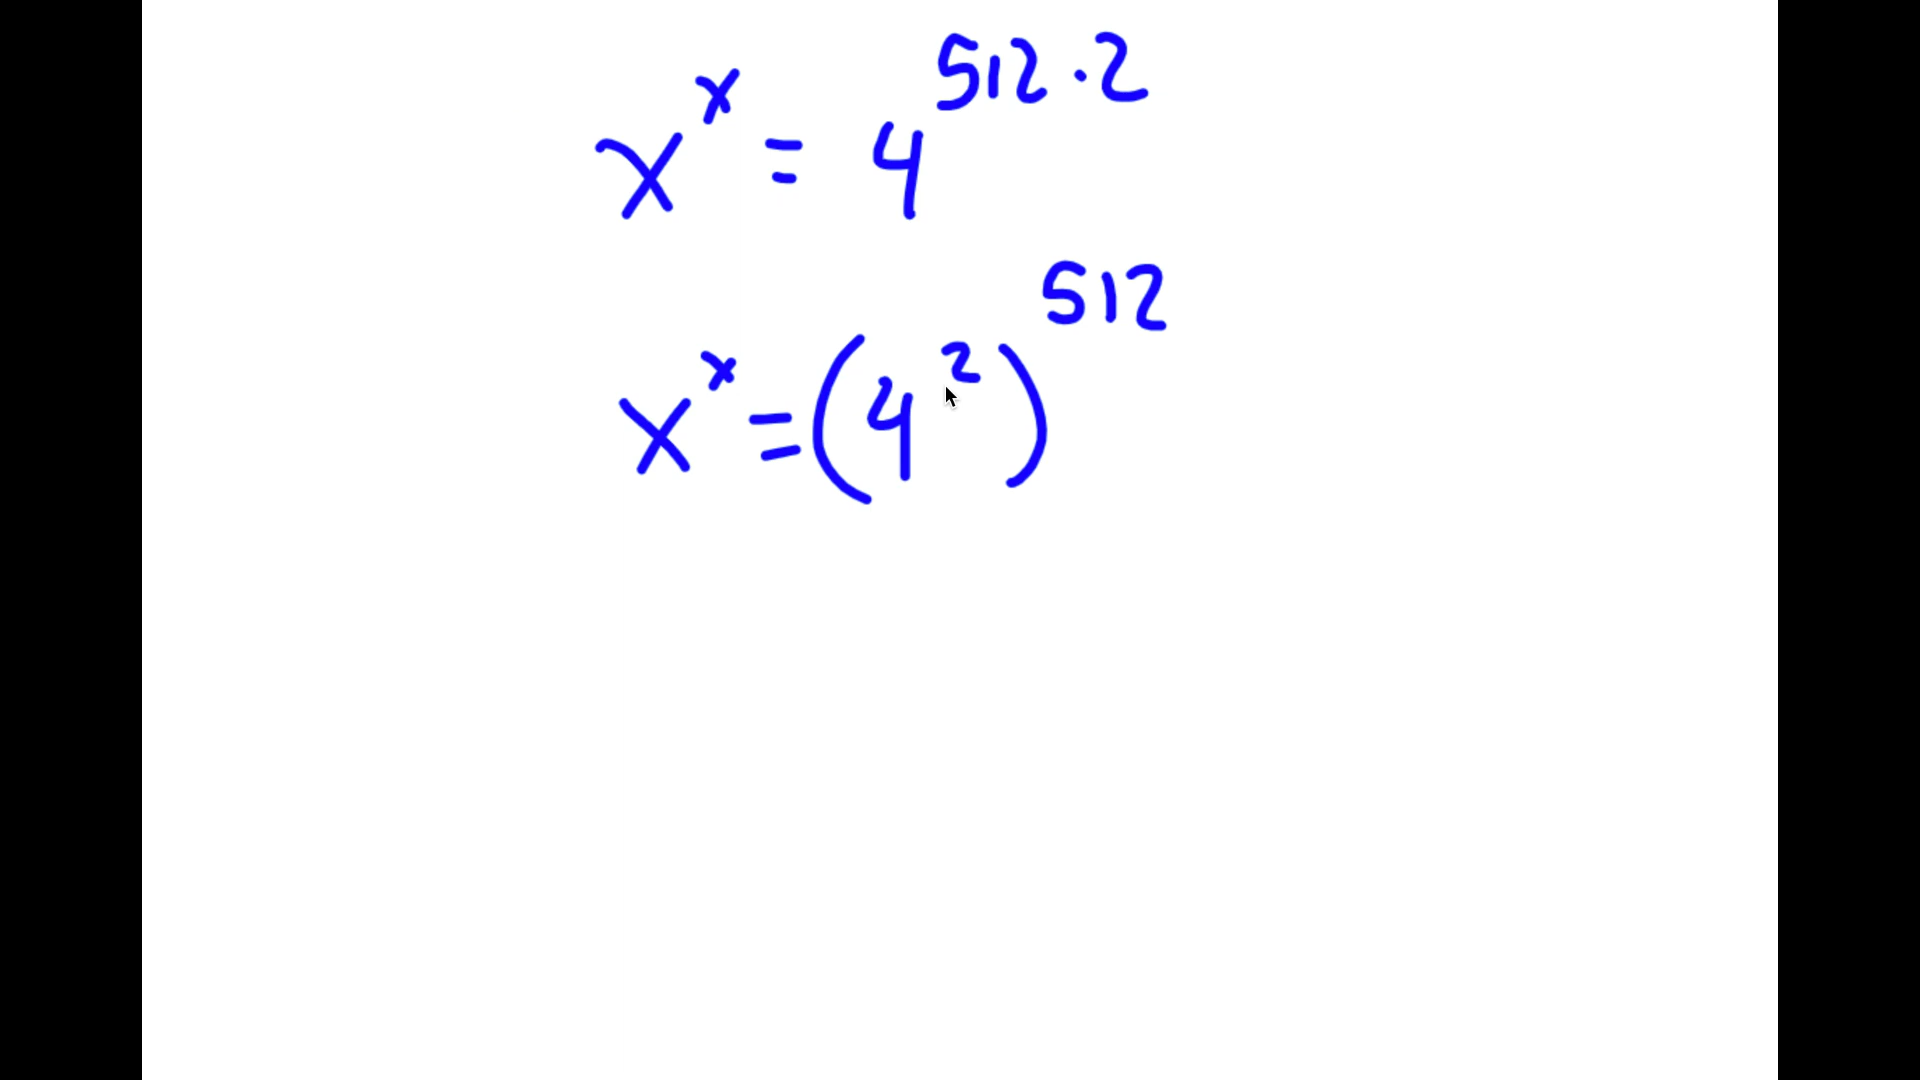 x^x = 4^{512·2}
x^x = (4^2)^{512}